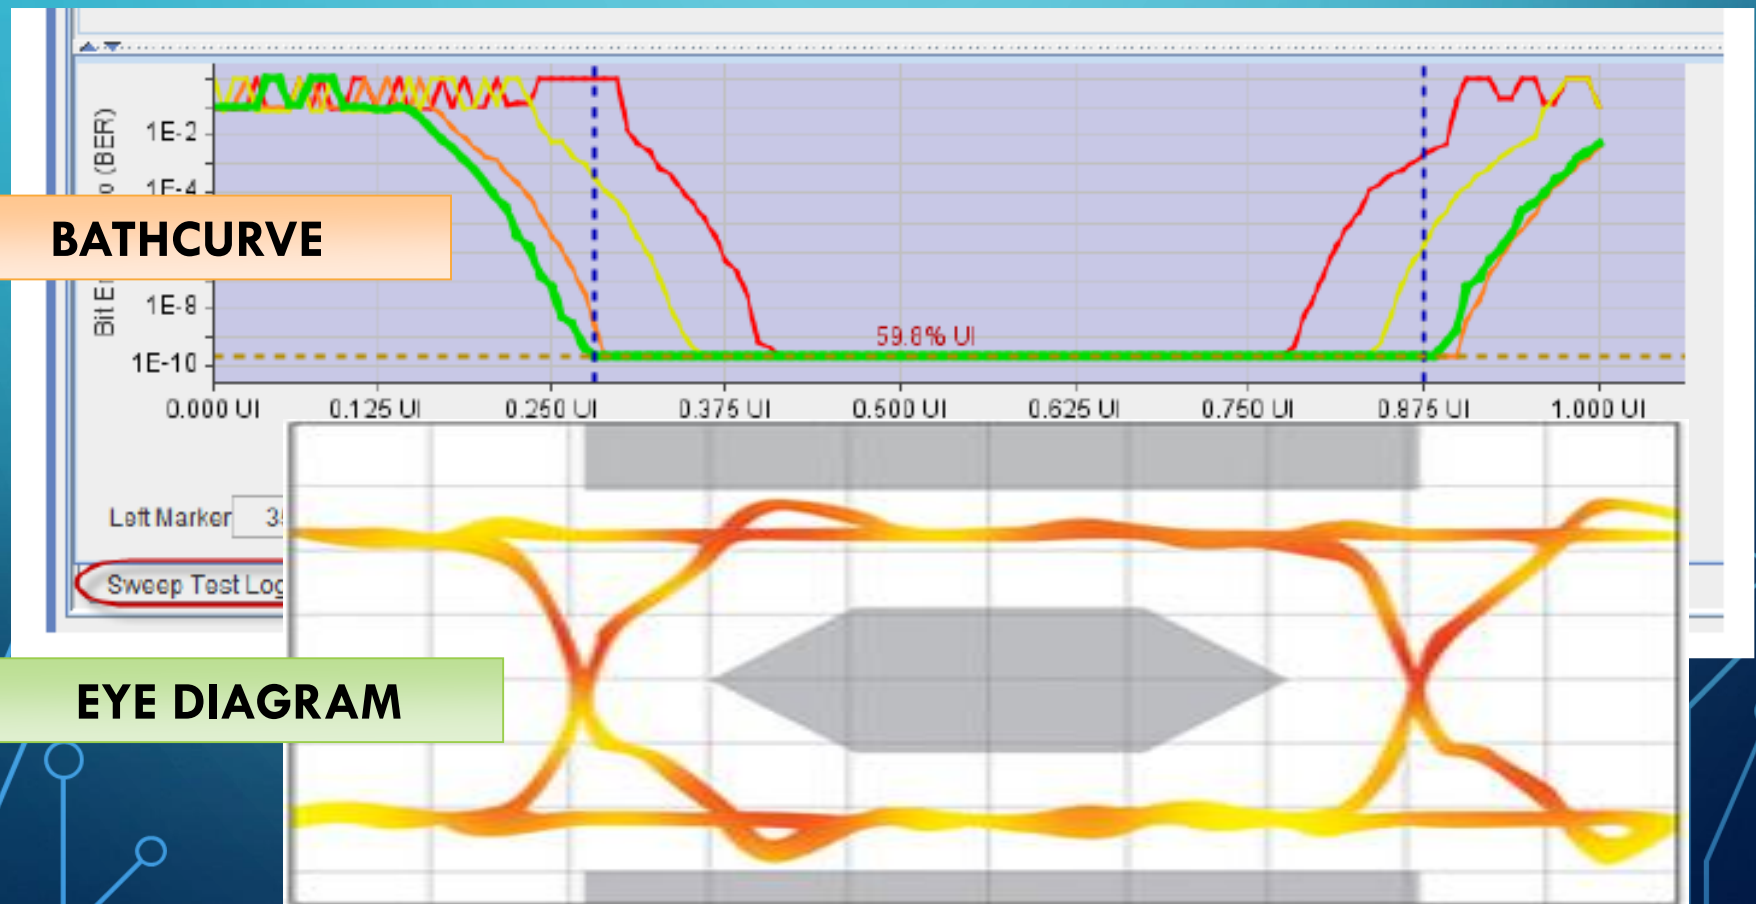 1E-2
1E-4
BATHCURVE
1E-8
59.8% UI
1E-10
0.000 UI 0.125 UI 0.250 UI 0.375 UI 0.500 UI 0.625 UI 0.750 UI 0.875 UI 1.000 UI
(BER)
Bit
Left Marker
Sweep Test Log
EYE DIAGRAM